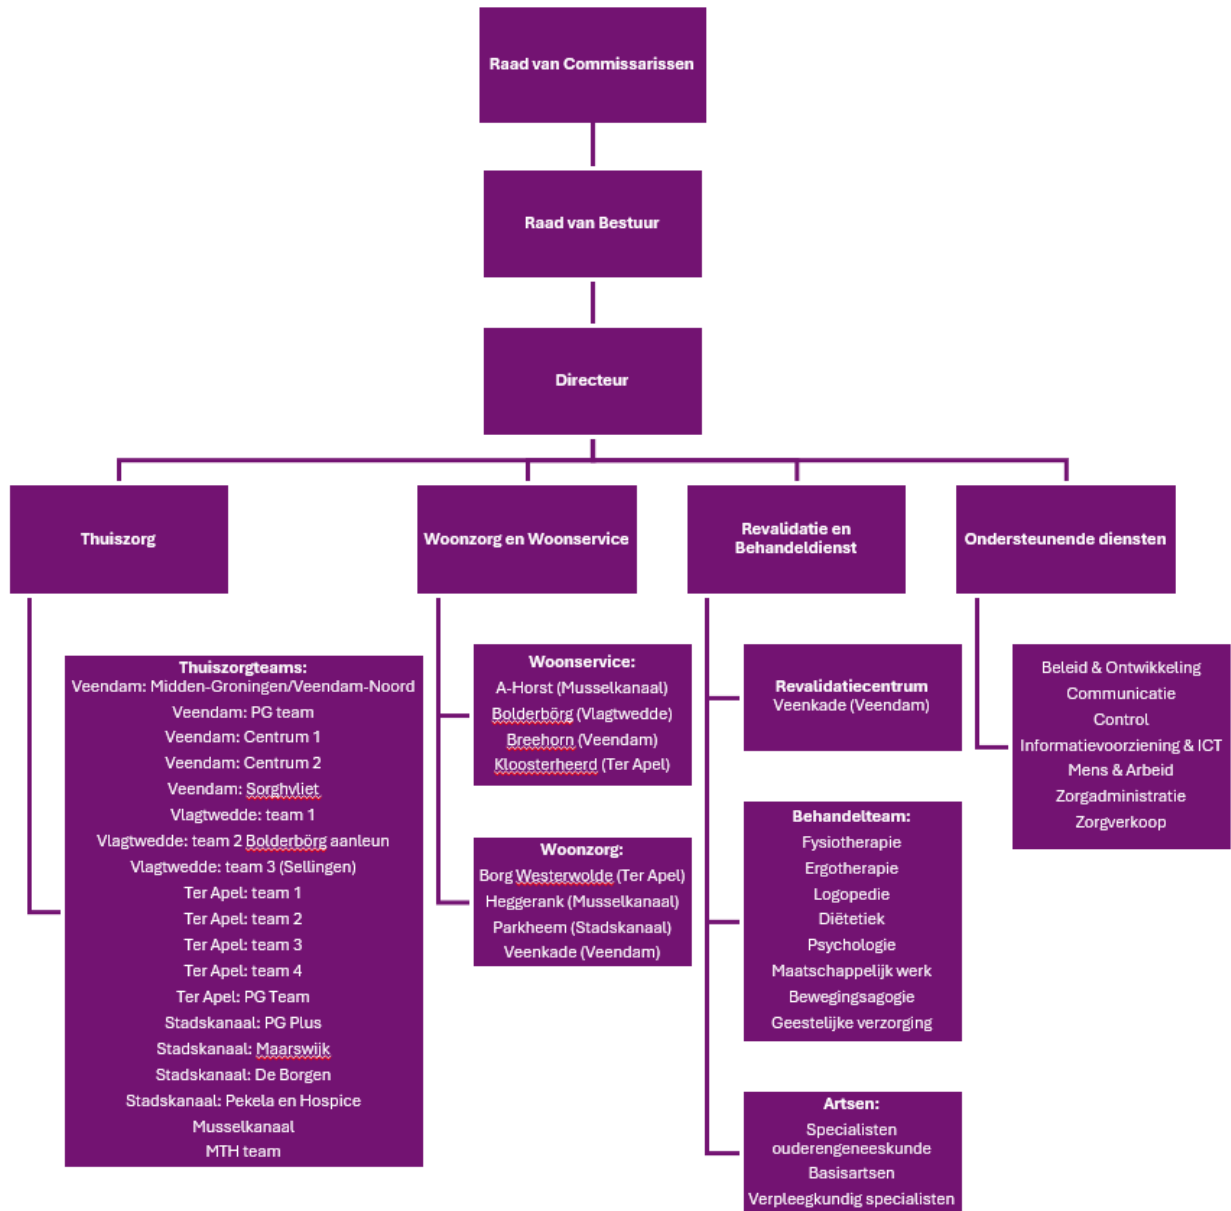 Raad van Commissarissen
Raad van Bestuur
Directeur
Thuiszorg
Woonzorg en Woonservice
Revalidatie en
Behandeldienst
Ondersteunende diensten
Thuiszorgteams:
Veendam: Midden-Groningen/Veendam-Noord
Veendam: PG team
Veendam: Centrum 1
Veendam: Centrum 2
Veendam: Sorghvliet
Vlagtwedde: team 1
Vlagtwedde: team 2 Bolderbörg aanleun
Vlagtwedde: team 3 (Sellingen)
Ter Apel: team 1
Ter Apel: team 2
Ter Apel: team 3
Ter Apel: team 4
Ter Apel: PG Team
Stadskanaal: PG Plus
Stadskanaal: Maarswijk
Stadskanaal: De Borgen
Stadskanaal: Pekela en Hospice
Musselkanaal
MTH team
Woonservice:
A-Horst (Musselkanaal)
Bolderbörg (Vlagtwedde)
Breehorn (Veendam)
Kloosterheerd (Ter Apel)
Woonzorg:
Borg Westerwolde (Ter Apel)
Heggerank (Musselkanaal)
Parkheem (Stadskanaal)
Veenkade (Veendam)
Revalidatiecentrum
Veenkade (Veendam)
Behandelteam:
Fysiotherapie
Ergotherapie
Logopedie
Diëtetiek
Psychologie
Maatschappelijk werk
Bewegingsagogie
Geestelijke verzorging
Artsen:
Specialisten
ouderengeneeskunde
Basisartsen
Verpleegkundig specialisten
Beleid & Ontwikkeling
Communicatie
Control
Informatievoorziening & ICT
Mens & Arbeid
Zorgadministratie
Zorgverkoop